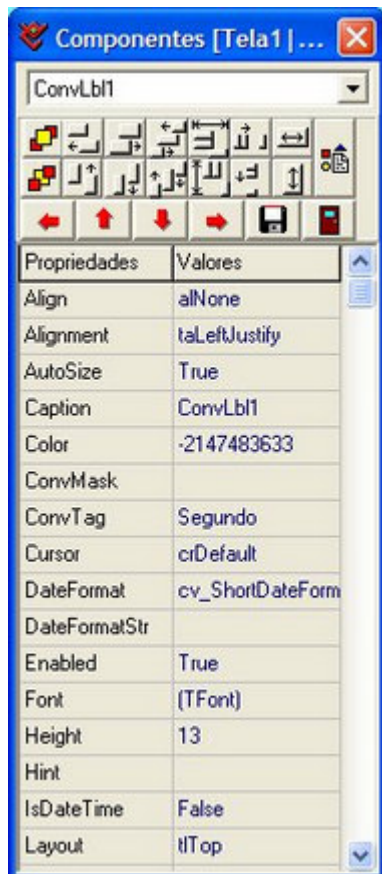 Componentes [Tela1|...
ConvLbl1
Propriedades Valores
Align alNone
Alignment taLeftJustify
AutoSize True
Caption ConvLbl1
Color -2147483633
ConvMask
ConvTag Segundo
Cursor crDefault
DateFormat cv_ShortDateForm
DateFormatStr
Enabled True
Font (TFont)
Height 13
Hint
IsDateTime False
Layout tlTop